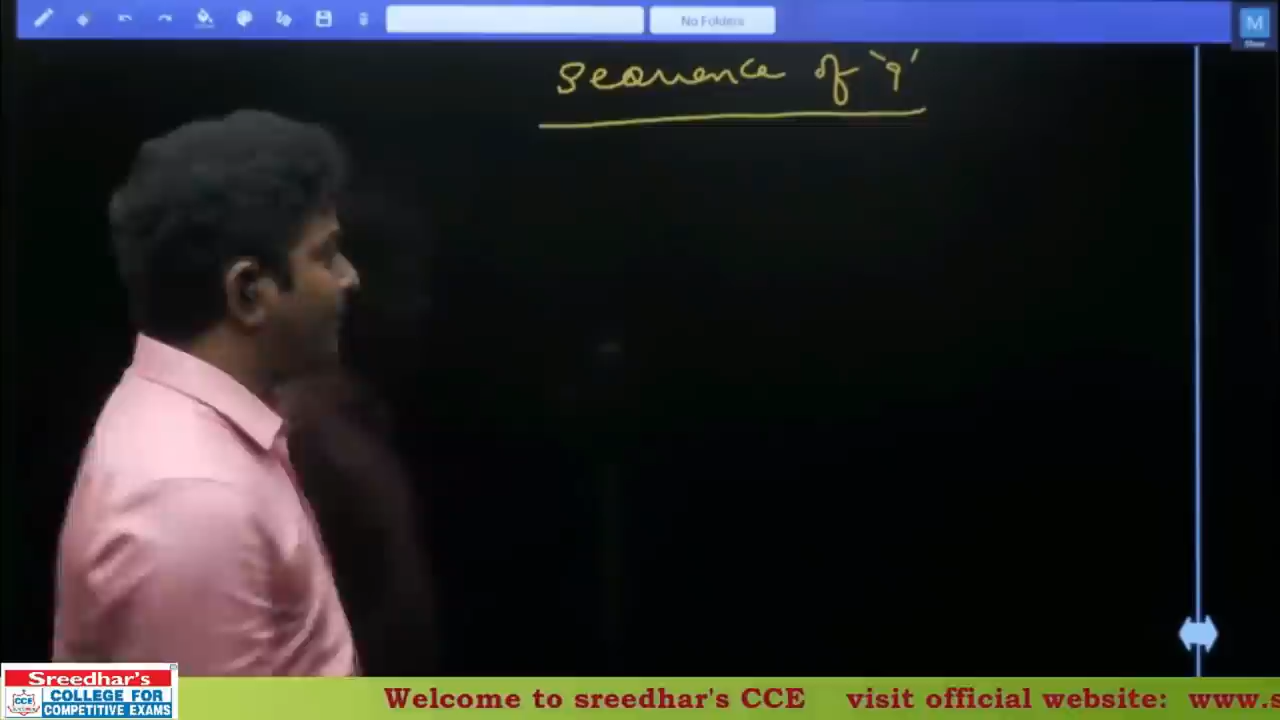 No Folders
M
Sequence of '9'
Sreedhar's
CCE
COLLEGE FOR
COMPETITIVE EXAMS
Welcome to sreedhar's CCE visit official website: www.s